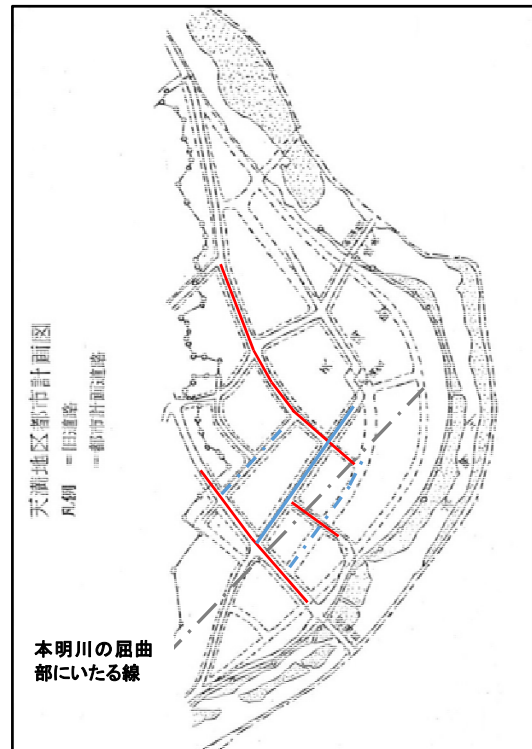 天満地区都市計画図
凡例 =旧道路
=都市計画道路
本明川の屈曲
部にいたる線